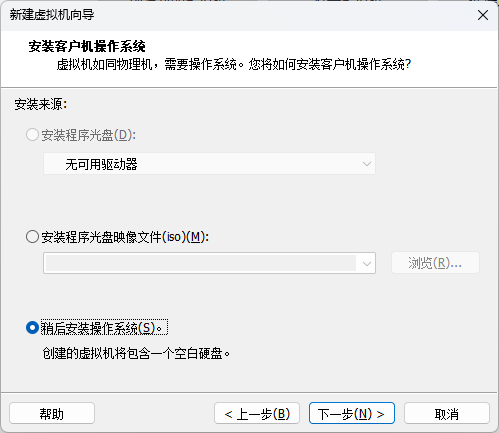 新建虚拟机向导
安装客户机操作系统
虚拟机如同物理机，需要操作系统。您将如何安装客户机操作系统?
安装来源:
安装程序光盘(D):
无可用驱动器
安装程序光盘映像文件(iso)(M):
浏览(R)...
稍后安装操作系统(S)。
创建的虚拟机将包含一个空白硬盘。
帮助
< 上一步(B)
下一步(N) >
取消